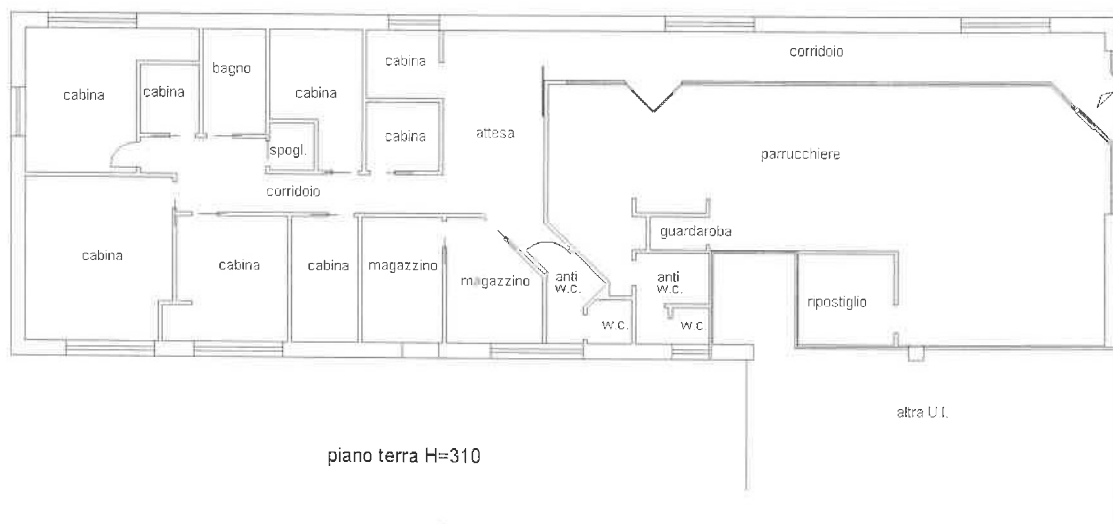 corridoio
cabina
bagno
cabina
cabina
cabina
cabina
cabina
attesa
parrucchiere
spogl.
corridoio
guardaroba
cabina
cabina
cabina
magazzino
magazzino
anti
w.c.
anti
w.c.
ripostiglio
w.c.
w.c
altra U.I.
piano terra H=310